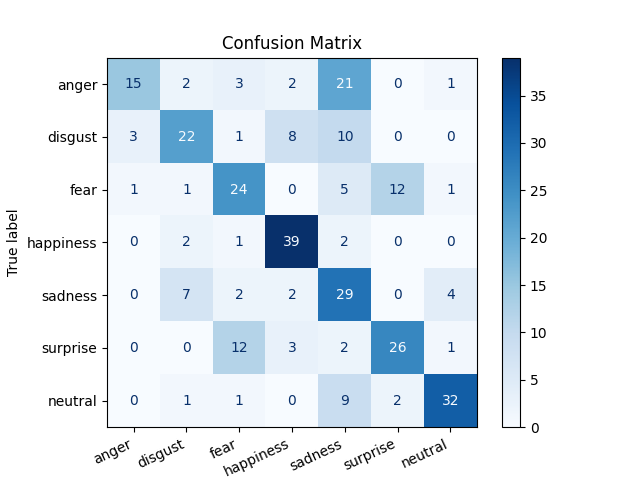 Confusion Matrix
True label
anger 15 2 3 2 21 0 1
disgust 3 22 1 8 10 0 0
fear 1 1 24 0 5 12 1
happiness 0 2 1 39 2 0 0
sadness 0 7 2 2 29 0 4
surprise 0 0 12 3 2 26 1
neutral 0 1 1 0 9 2 32
anger disgust fear happiness sadness surprise neutral
35
30
25
20
15
10
5
0